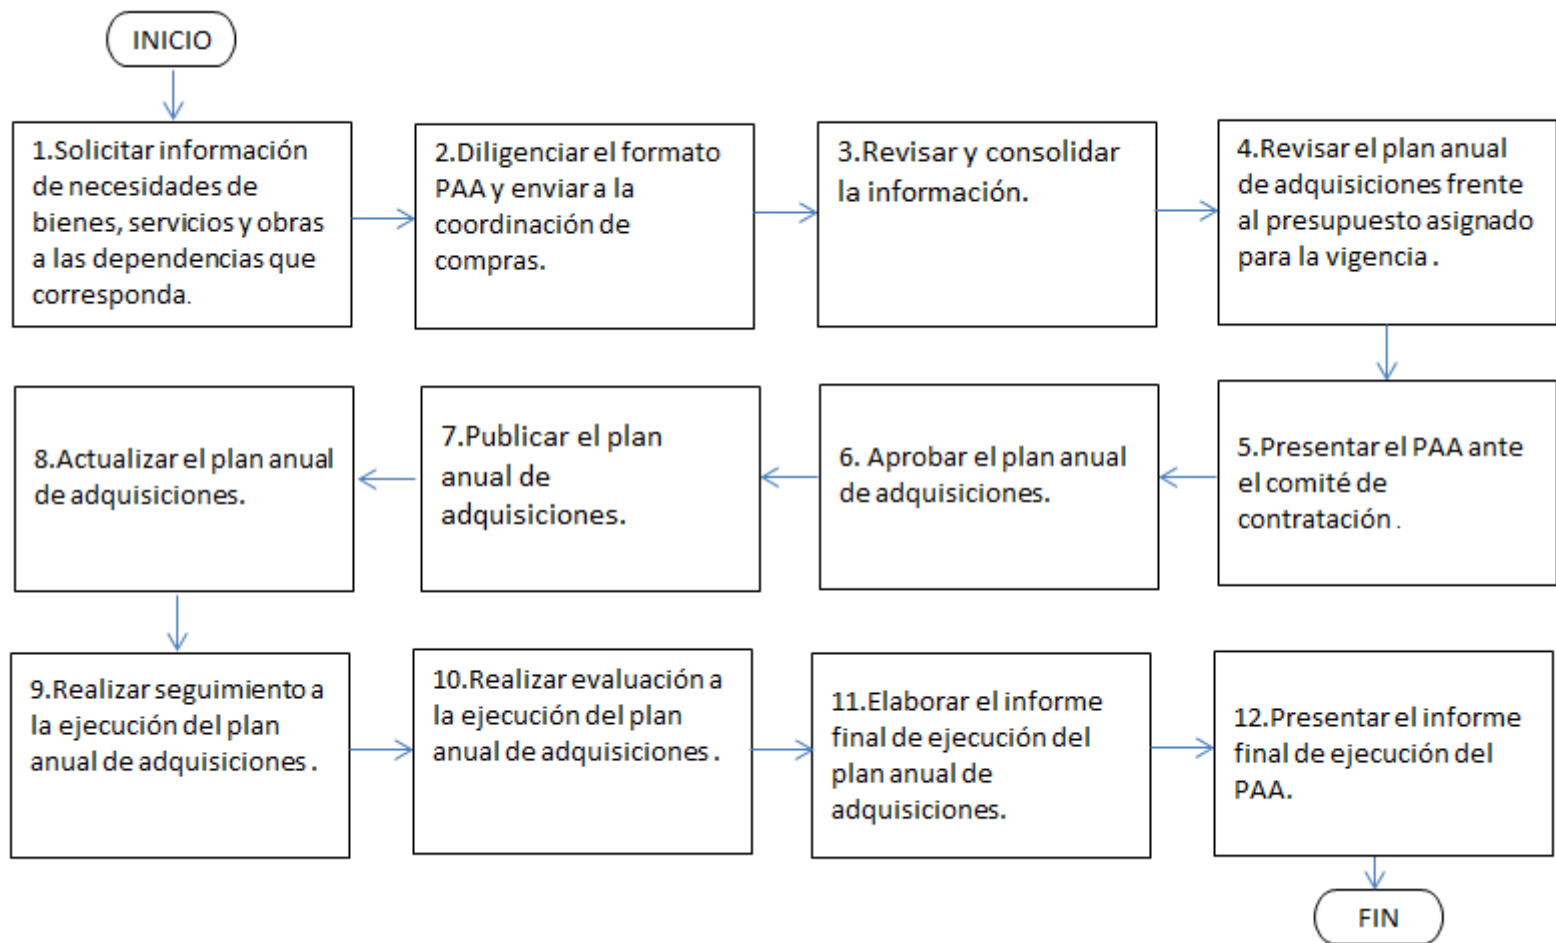 INICIO
1.Solicitar información
de necesidades de
bienes, servicios y obras
a las dependencias que
corresponda.
2.Diligenciar el formato
PAA y enviar a la
coordinación de
compras.
3.Revisar y consolidar
la información.
4.Revisar el plan anual
de adquisiciones frente
al presupuesto asignado
para la vigencia .
5.Presentar el PAA ante
el comité de
contratación .
6. Aprobar el plan anual
de adquisiciones.
7.Publicar el plan
anual de
adquisiciones.
8.Actualizar el plan anual
de adquisiciones.
9.Realizar seguimiento a
la ejecución del plan
anual de adquisiciones .
10.Realizar evaluación a
la ejecución del plan
anual de adquisiciones .
11.Elaborar el informe
final de ejecución del
plan anual de
adquisiciones.
12.Presentar el informe
final de ejecución del
PAA.
FIN